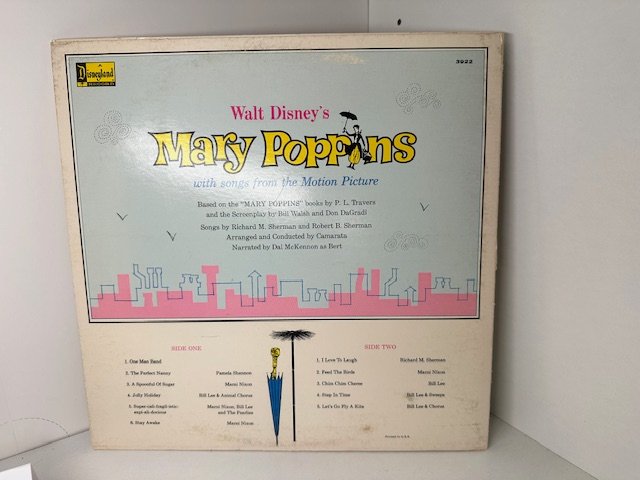 Disneyland
RECORDS
3922
Walt Disney's
Mary Poppins
with songs from the Motion Picture
Based on the "MARY POPPINS" books by P. L. Travers
and the Screenplay by Bill Walsh and Don DaGradi
Songs by Richard M. Sherman and Robert B. Sherman
Arranged and Conducted by Camarata
Narrated by Dal McKennon as Bert
SIDE ONE
1. One Man Band
2. The Perfect Nanny Pamela Shannon
3. A Spoonful Of Sugar Marni Nixon
4. Jolly Holiday Bill Lee & Animal Chorus
5. Super-cali-fragil-istic- Marni Nixon, Bill Lee
expi-ali-docious and The Pearlies
6. Stay Awake Marni Nixon
SIDE TWO
1. I Love To Laugh Richard M. Sherman
2. Feed The Birds Marni Nixon
3. Chim Chim Cheree Bill Lee
4. Step In Time Bill Lee & Sweeps
5. Let's Go Fly A Kite Bill Lee & Chorus